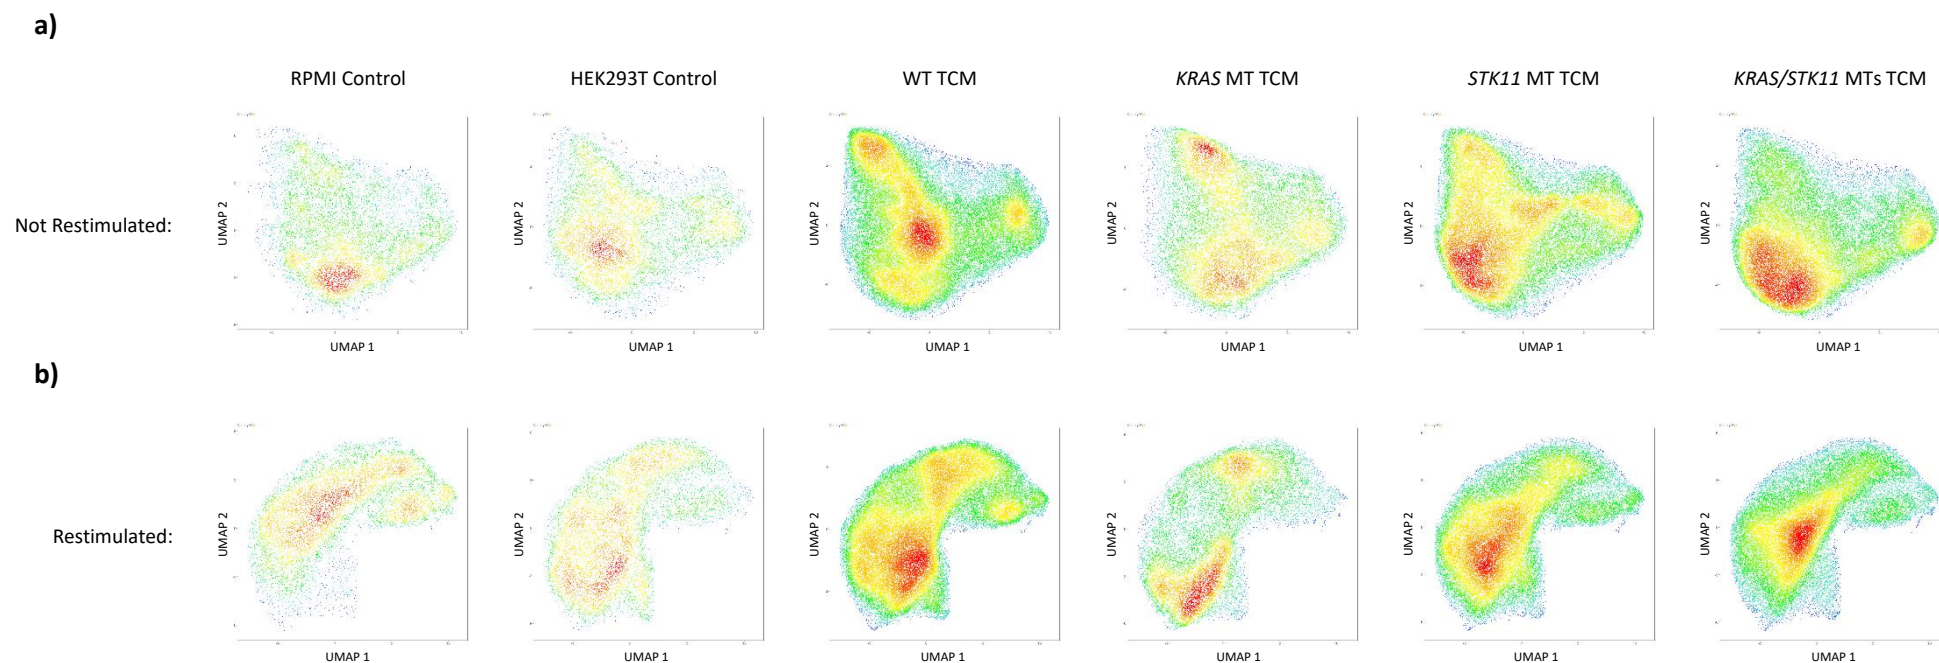 a)
RPMI Control
HEK293T Control
WT TCM
KRAS MT TCM
STK11 MT TCM
KRAS/STK11 MTs TCM
Not Restimulated:
UMAP 2
UMAP 2
UMAP 2
UMAP 2
UMAP 2
UMAP 2
UMAP 1
UMAP 1
UMAP 1
UMAP 1
UMAP 1
UMAP 1
b)
Restimulated:
UMAP 2
UMAP 2
UMAP 2
UMAP 2
UMAP 2
UMAP 2
UMAP 1
UMAP 1
UMAP 1
UMAP 1
UMAP 1
UMAP 1